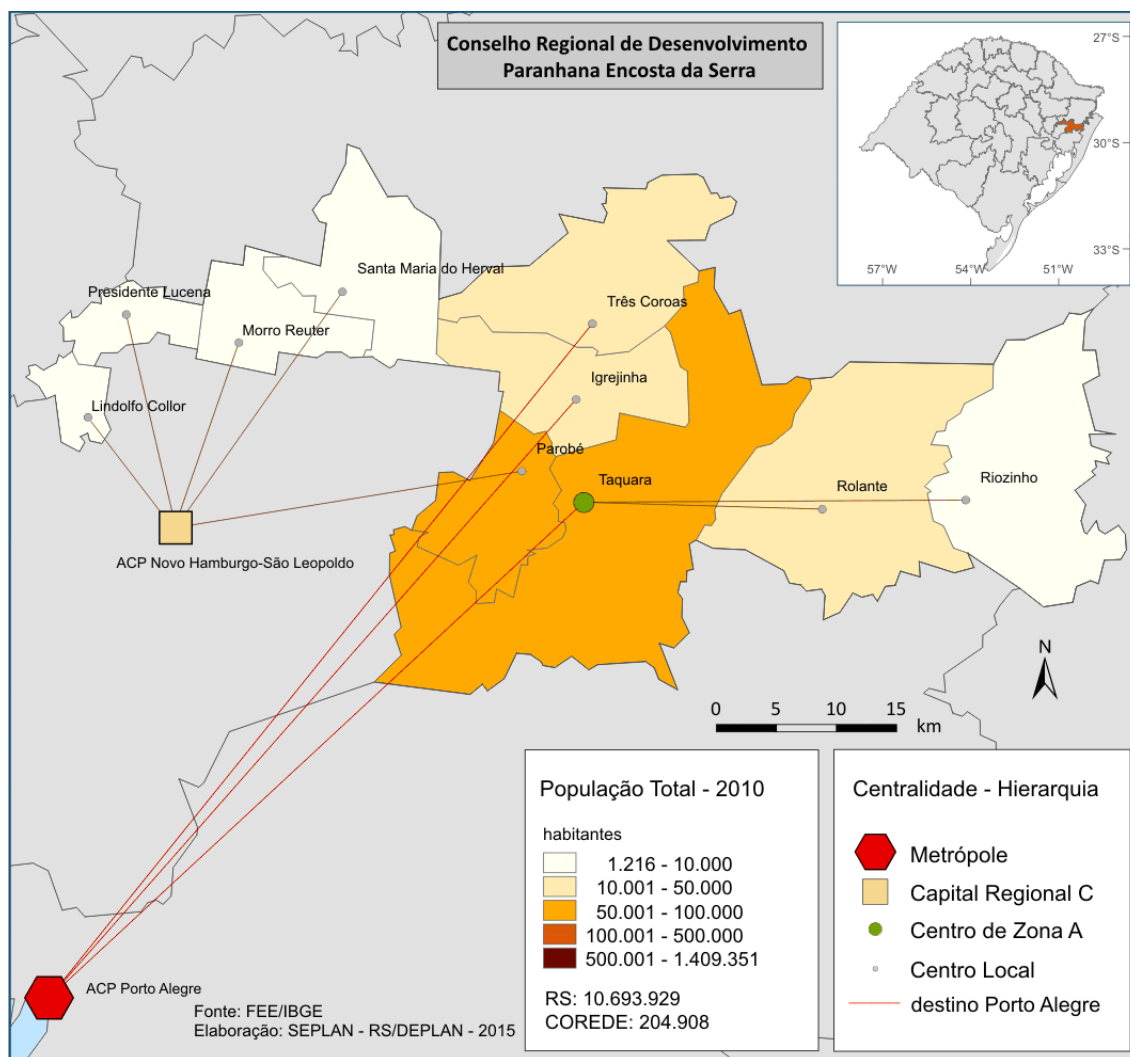 Conselho Regional de Desenvolvimento
Paranhana Encosta da Serra
27°S
30°S
33°S
57°W
54°W
51°W
Santa Maria do Herval
Presidente Lucena
Três Coroas
Morro Reuter
Igrejinha
Lindolfo Collor
Parobé
Taquara
Riozinho
Rolante
ACP Novo Hamburgo-São Leopoldo
N
0 5 10 15
km
População Total - 2010
habitantes
1.216 - 10.000
10.001 - 50.000
50.001 - 100.000
100.001 - 500.000
500.001 - 1.409.351
RS: 10.693.929
COREDE: 204.908
Centralidade - Hierarquia
Metrópole
Capital Regional C
Centro de Zona A
Centro Local
destino Porto Alegre
ACP Porto Alegre
Fonte: FEE/IBGE
Elaboração: SEPLAN - RS/DEPLAN - 2015